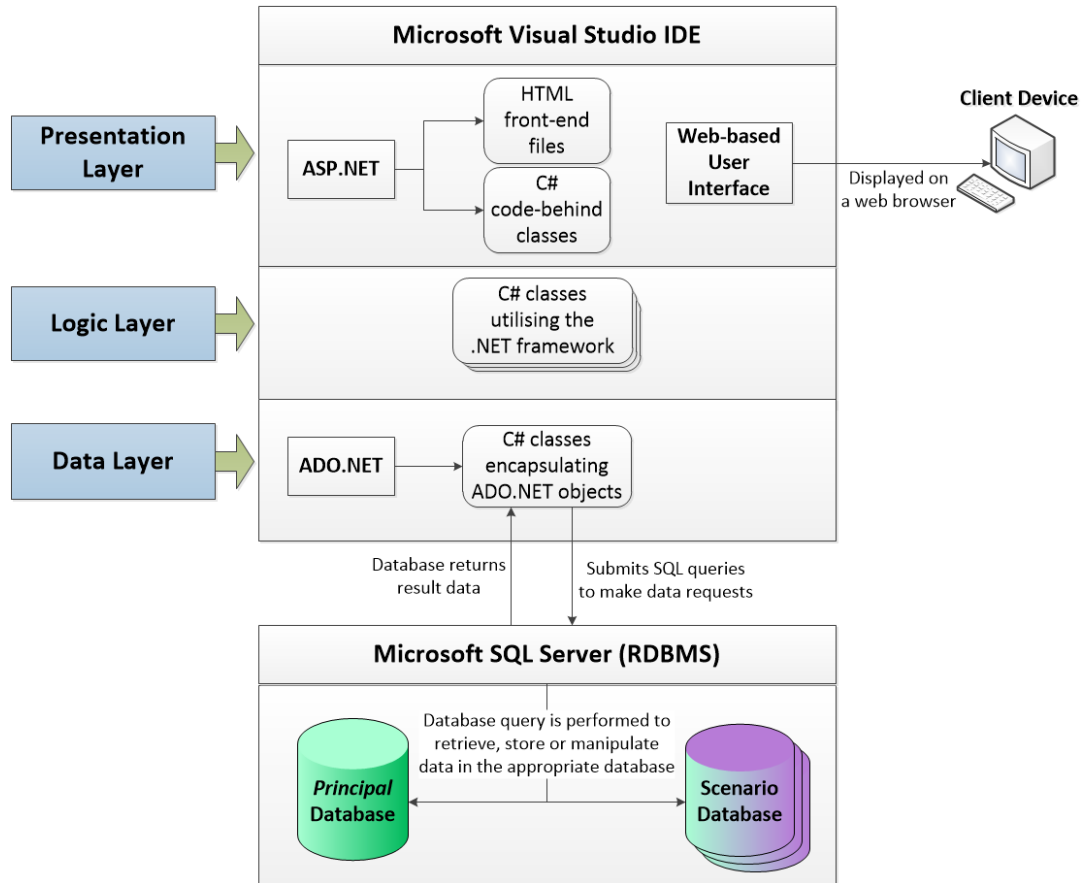 Microsoft Visual Studio IDE
Presentation
Layer
ASP.NET
HTML
front-end
files
C#
code-behind
classes
Web-based
User
Interface
Client Device
Displayed on
a web browser
Logic Layer
C# classes
utilising the
.NET framework
Data Layer
ADO.NET
C# classes
encapsulating
ADO.NET objects
Database returns
result data
Submits SQL queries
to make data requests
Microsoft SQL Server (RDBMS)
Database query is performed to
retrieve, store or manipulate
data in the appropriate database
Principal
Database
Scenario
Database